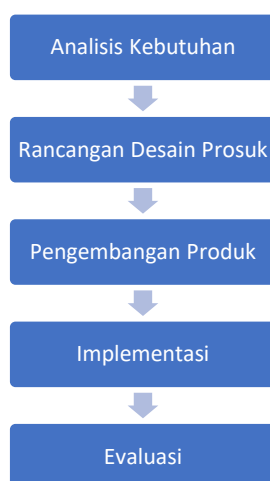 Analisis Kebutuhan
Rancangan Desain Prosuk
Pengembangan Produk
Implementasi
Evaluasi